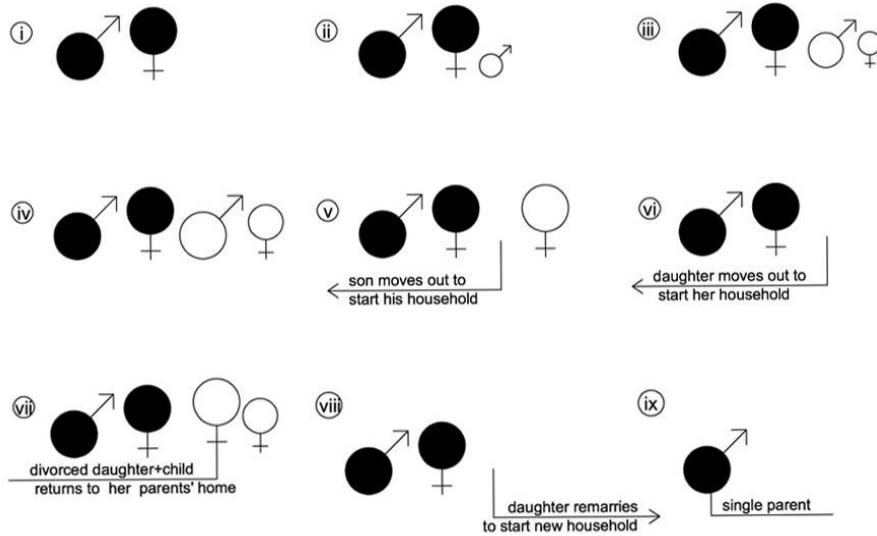 i
ii
iii
iv
v
son moves out to
start his household
vi
daughter moves out to
start her household
vii
divorced daughter+child
returns to her parents' home
viii
daughter remarries
to start new household
ix
single parent